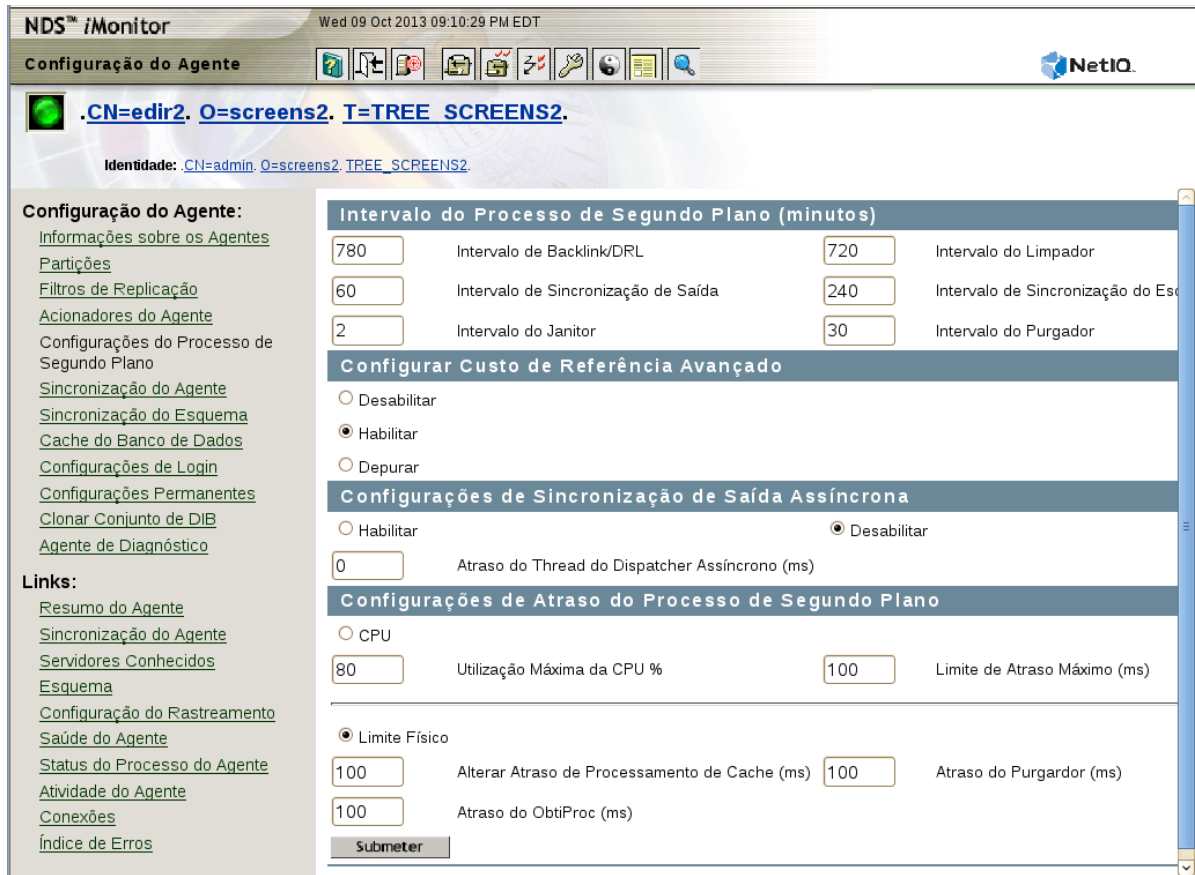 NDS™ iMonitor
Wed 09 Oct 2013 09:10:29 PM EDT
Configuração do Agente
NetIQ.
.CN=edir2. O=screens2. T=TREE_SCREENS2.
Identidade: .CN=admin. O=screens2. TREE_SCREENS2.
Configuração do Agente:
Informações sobre os Agentes
Partições
Filtros de Replicação
Acionadores do Agente
Configurações do Processo de
Segundo Plano
Sincronização do Agente
Sincronização do Esquema
Cache do Banco de Dados
Configurações de Login
Configurações Permanentes
Clonar Conjunto de DIB
Agente de Diagnóstico
Links:
Resumo do Agente
Sincronização do Agente
Servidores Conhecidos
Esquema
Configuração do Rastreamento
Saúde do Agente
Status do Processo do Agente
Atividade do Agente
Conexões
Índice de Erros
Intervalo do Processo de Segundo Plano (minutos)
780 Intervalo de Backlink/DRL 720 Intervalo do Limpador
60 Intervalo de Sincronização de Saída 240 Intervalo de Sincronização do Esq
2 Intervalo do Janitor 30 Intervalo do Purgador
Configurar Custo de Referência Avançado
Desabilitar
Habilitar
Depurar
Configurações de Sincronização de Saída Assíncrona
Habilitar Desabilitar
0 Atraso do Thread do Dispatcher Assíncrono (ms)
Configurações de Atraso do Processo de Segundo Plano
CPU
80 Utilização Máxima da CPU % 100 Limite de Atraso Máximo (ms)
Limite Físico
100 Alterar Atraso de Processamento de Cache (ms) 100 Atraso do Purgardor (ms)
100 Atraso do ObtiProc (ms)
Submeter